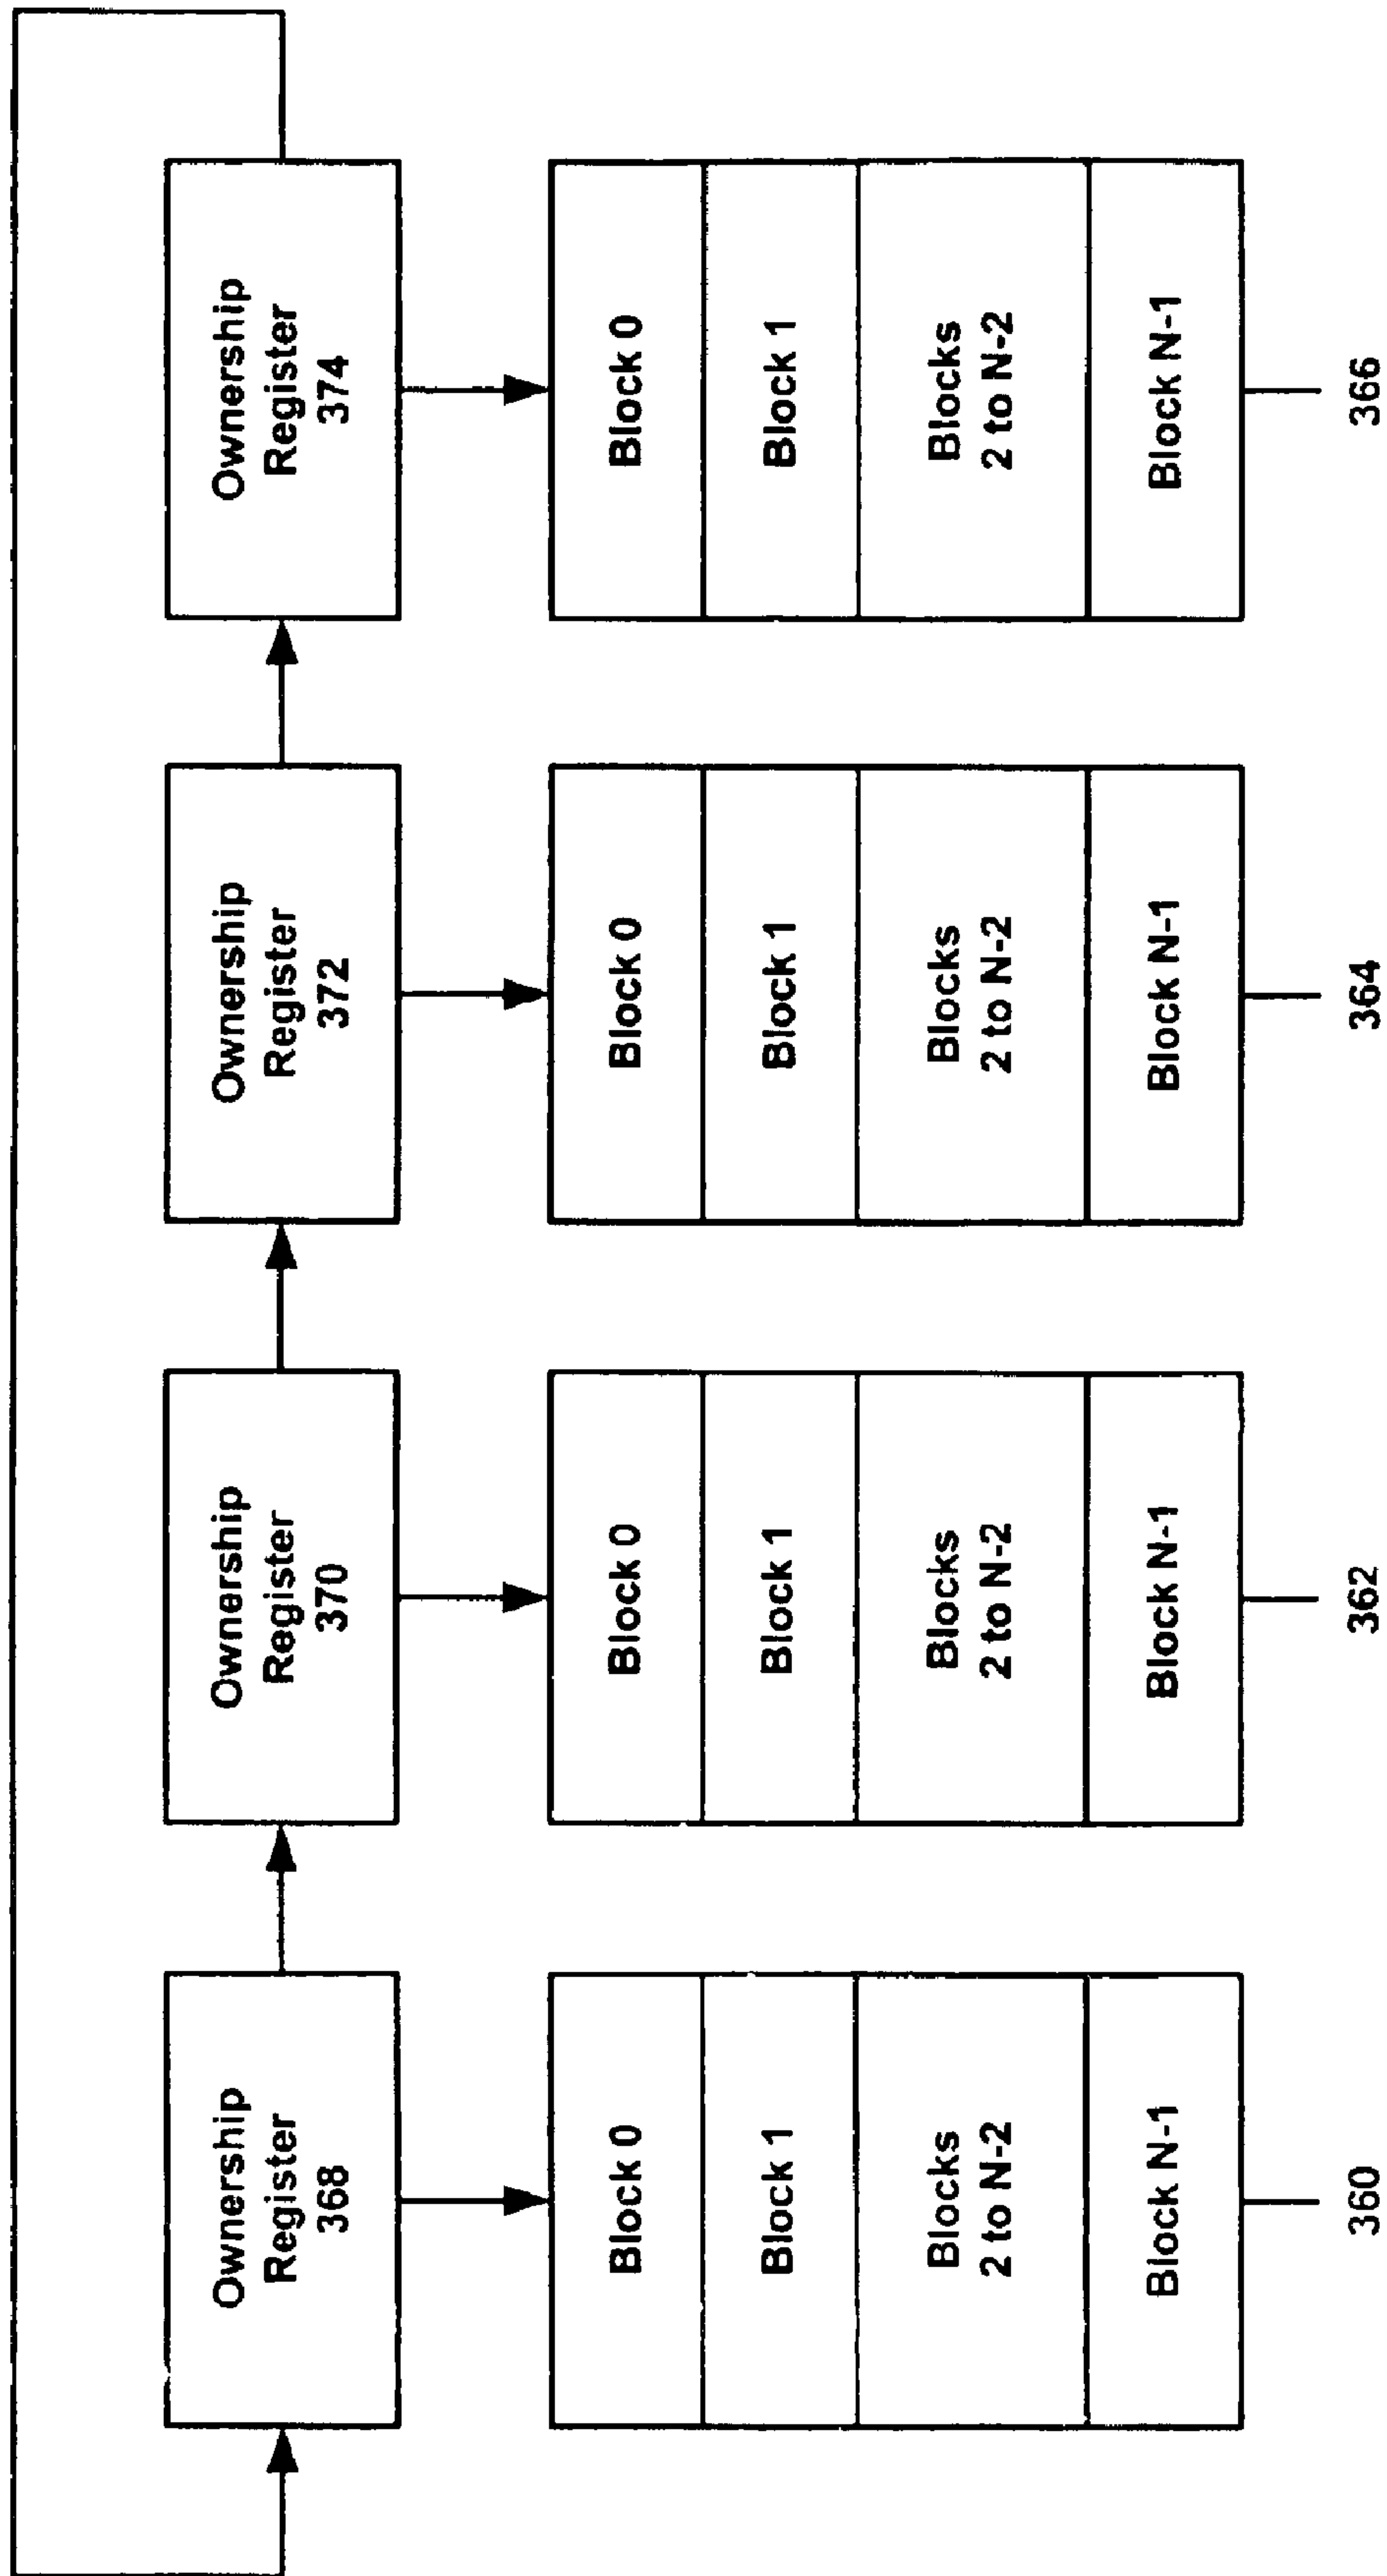 Ownership
Register
368
Ownership
Register
370
Ownership
Register
372
Ownership
Register
374
Block 0
Block 1
Blocks
2 to N-2
Block N-1
360
Block 0
Block 1
Blocks
2 to N-2
Block N-1
362
Block 0
Block 1
Blocks
2 to N-2
Block N-1
364
Block 0
Block 1
Blocks
2 to N-2
Block N-1
366